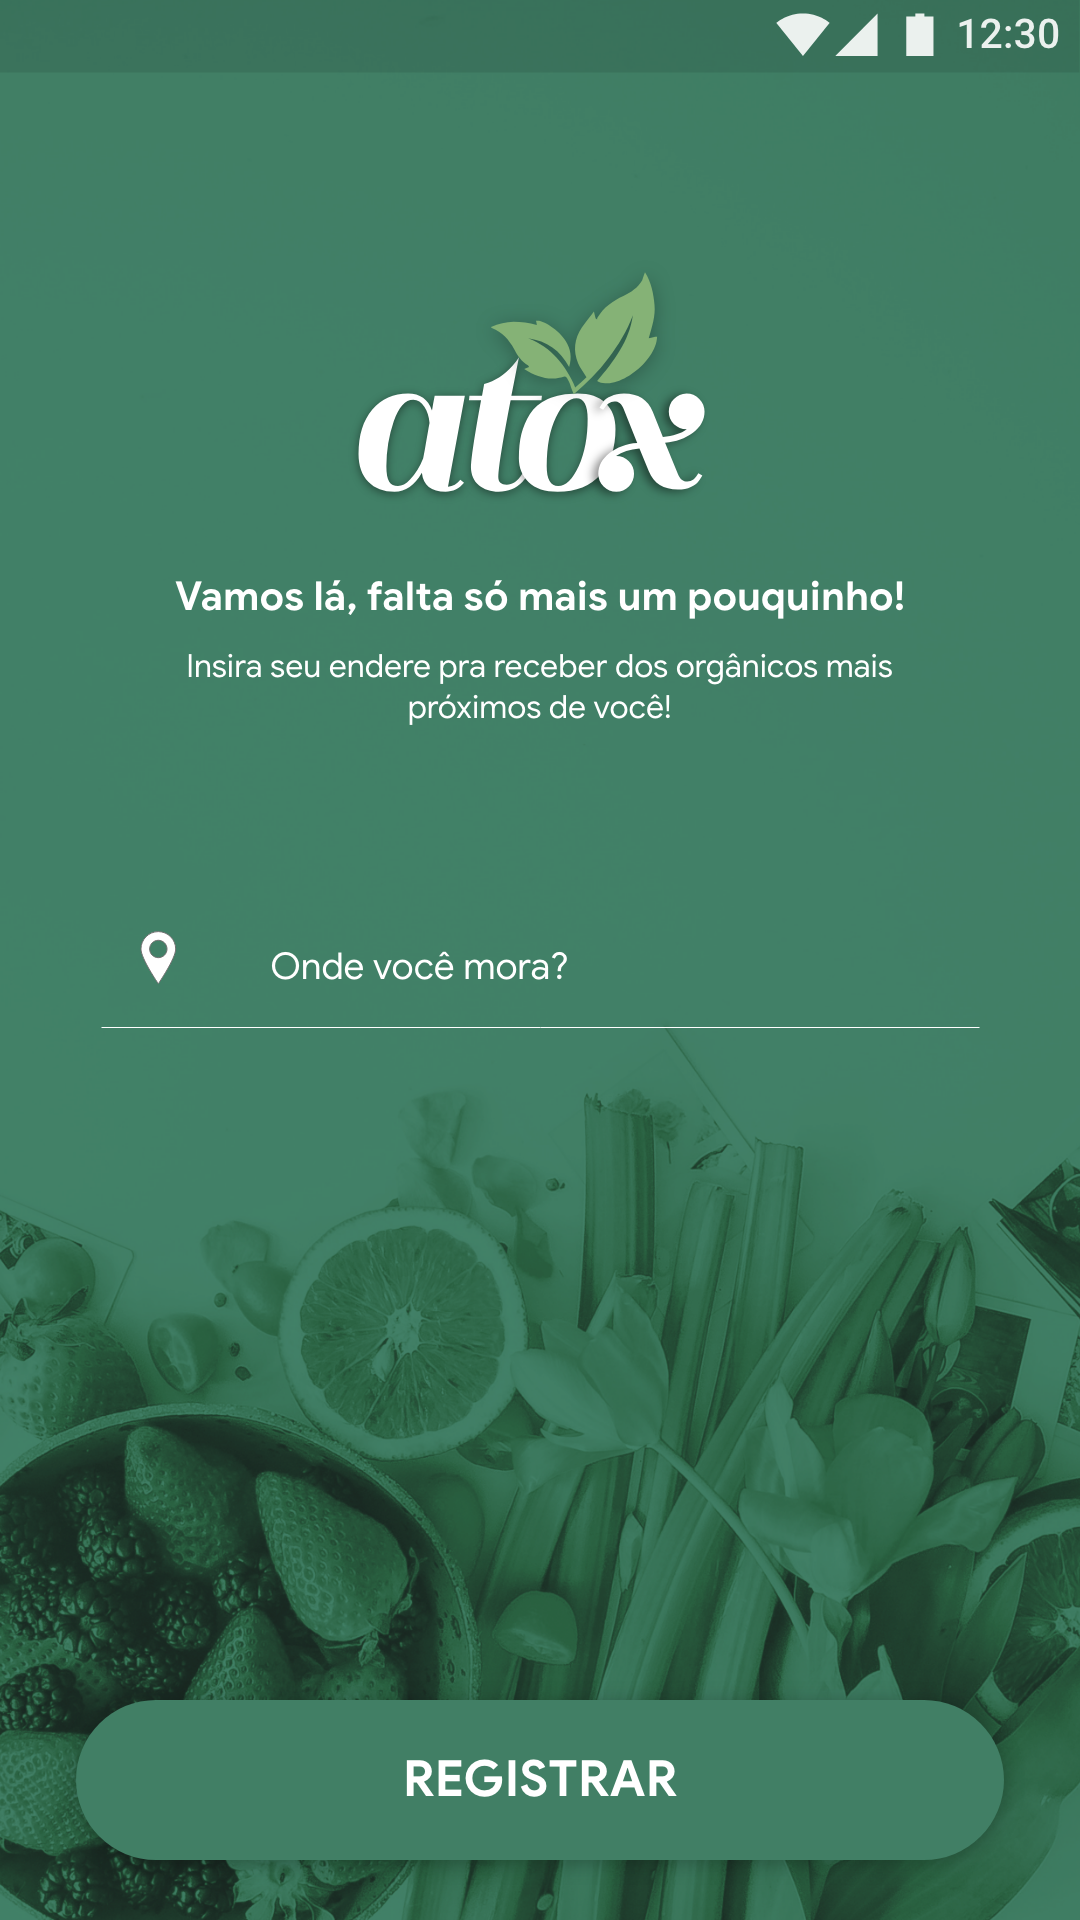 12:30
atox
Vamos lá, falta só mais um pouquinho!
Insira seu endere pra receber dos orgânicos mais
próximos de você!
Onde você mora?
REGISTRAR